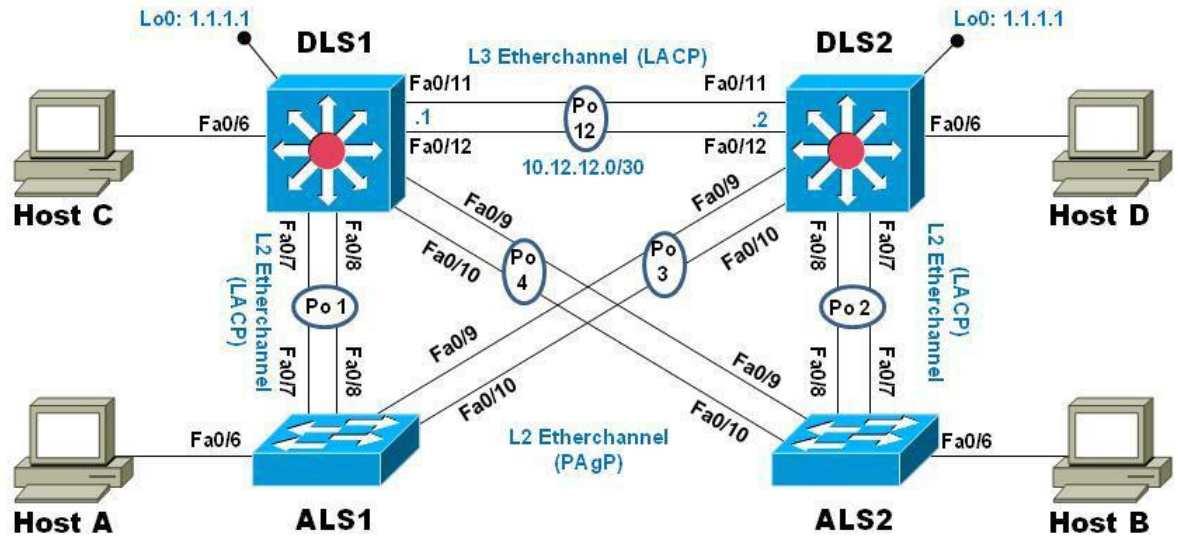 Lo0: 1.1.1.1
Lo0: 1.1.1.1
DLS1
DLS2
L3 Etherchannel (LACP)
Fa0/11
Fa0/11
Po
12
Fa0/6
.1
.2
Fa0/6
Fa0/12
Fa0/12
10.12.12.0/30
Host C
Host D
Fa0/9
Fa0/9
Fa0/10
Fa0/10
Fa0/7
Fa0/8
Po
4
Po
3
Fa0/8
Fa0/7
L2 Etherchannel
(LACP)
L2 Etherchannel
(LACP)
Po 1
Po 2
Fa0/7
Fa0/8
Fa0/9
Fa0/10
Fa0/9
Fa0/10
Fa0/8
Fa0/7
L2 Etherchannel
(PAgP)
Fa0/6
Fa0/6
Host A
ALS1
ALS2
Host B